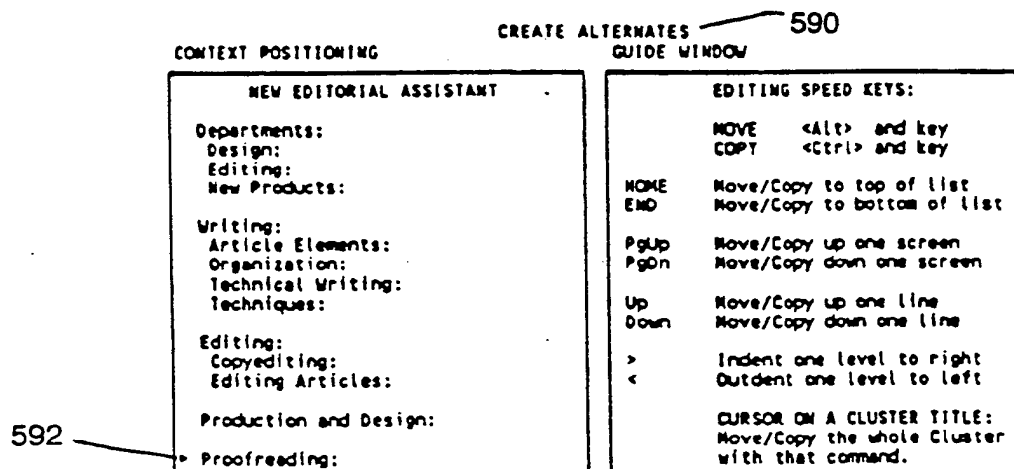 CREATE ALTERNATES 590
CONTEXT POSITIONING
NEW EDITORIAL ASSISTANT
Departments:
Design:
Editing:
New Products:
Writing:
Article Elements:
Organization:
Technical Writing:
Techniques:
Editing:
Copyediting:
Editing Articles:
Production and Design:
592
> Proofreading:
GUIDE WINDOW
EDITING SPEED KEYS:
MOVE <Alt> and key
COPY <Ctrl> and key
HOME Move/Copy to top of list
END Move/Copy to bottom of list
PgUp Move/Copy up one screen
PgDn Move/Copy down one screen
Up Move/Copy up one line
Down Move/Copy down one line
> Indent one level to right
< Outdent one level to left
CURSOR ON A CLUSTER TITLE:
Move/Copy the whole Cluster
with that command.